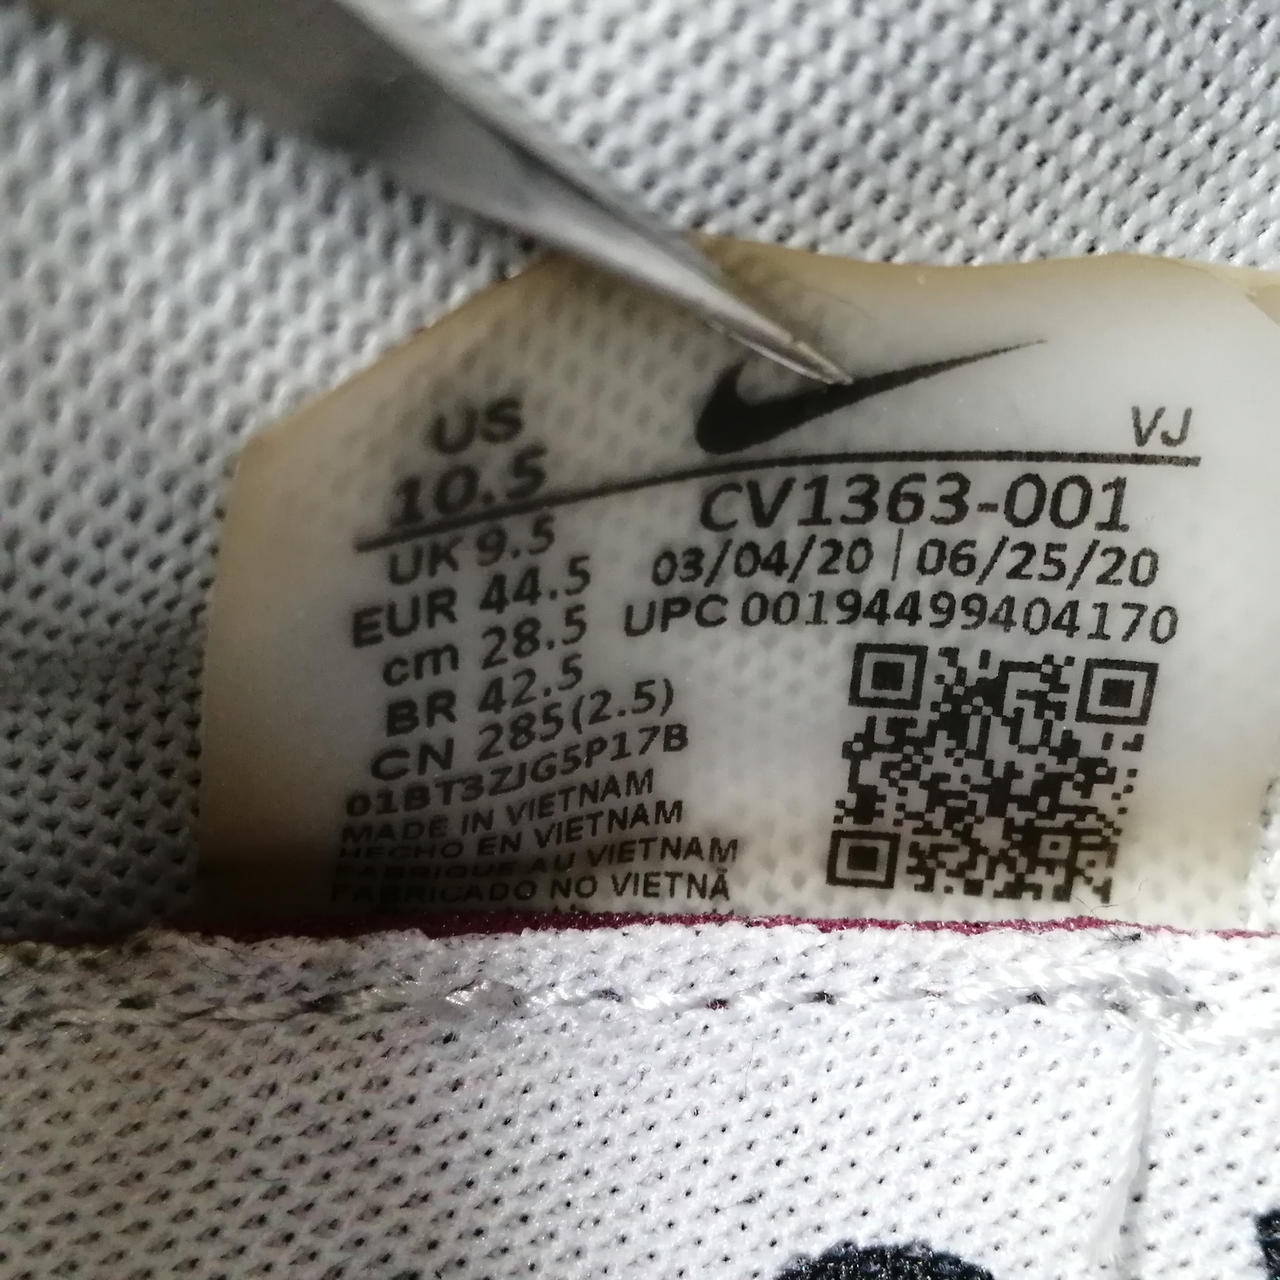 US
10.5
UK 9.5
EUR 44.5
cm 28.5
BR 42.5
CN 285(2.5)
01BT3ZJG5P17B
MADE IN VIETNAM
HECHO EN VIETNAM
FABRIQUE AU VIETNAM
FABRICADO NO VIETNÃ
VJ
CV1363-001
03/04/20 | 06/25/20
UPC 00194499404170